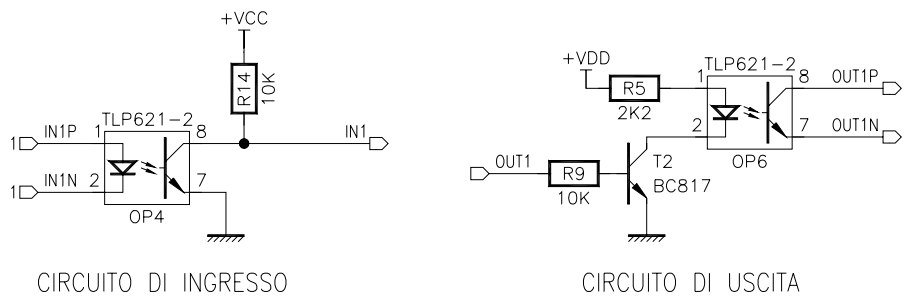 +VCC
R14
10K
TLP621-2
1
IN1P
1
8
IN1
1
IN1N
2
7
OP4
CIRCUITO DI INGRESSO
+VDD
R5
2K2
TLP621-2
1
8
OUT1P
2
7
OUT1N
OP6
OUT1
R9
10K
T2
BC817
CIRCUITO DI USCITA